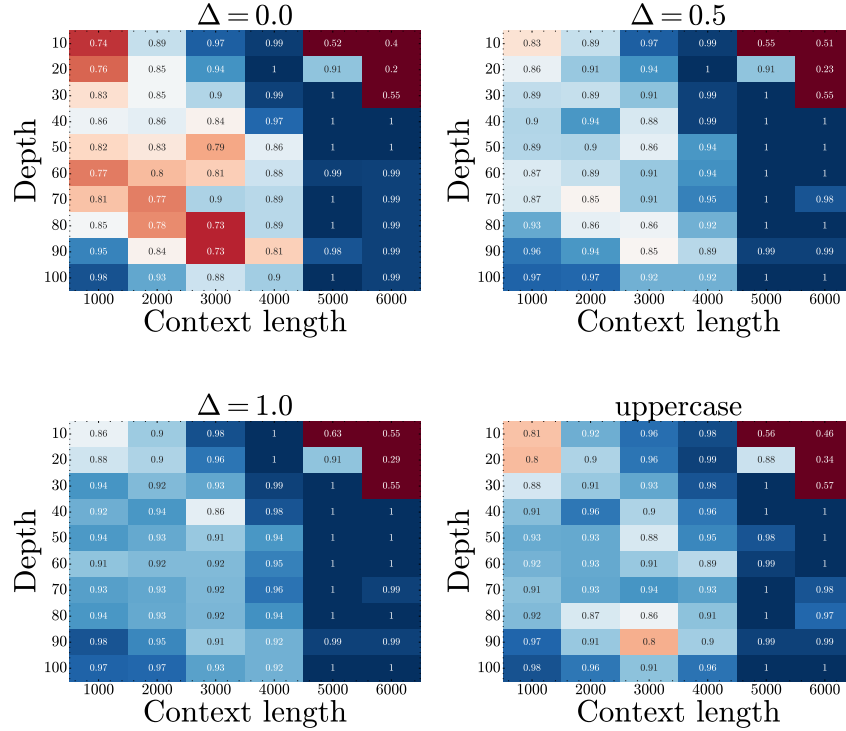 Δ = 0.0
10 0.74 0.89 0.97 0.99 0.52 0.4
20 0.76 0.85 0.94 1 0.91 0.2
30 0.83 0.85 0.9 0.99 1 0.55
40 0.86 0.86 0.84 0.97 1 1
50 0.82 0.83 0.79 0.86 1 1
60 0.77 0.8 0.81 0.88 0.99 0.99
70 0.81 0.77 0.9 0.89 1 0.99
80 0.85 0.78 0.73 0.89 1 0.99
90 0.95 0.84 0.73 0.81 0.98 0.99
100 0.98 0.93 0.88 0.9 1 0.99
1000 2000 3000 4000 5000 6000
Depth
Context length
Δ = 0.5
10 0.83 0.89 0.97 0.99 0.55 0.51
20 0.86 0.91 0.94 1 0.91 0.23
30 0.89 0.89 0.91 0.99 1 0.55
40 0.9 0.94 0.88 0.99 1 1
50 0.89 0.9 0.86 0.94 1 1
60 0.87 0.89 0.91 0.94 1 1
70 0.87 0.85 0.91 0.95 1 0.98
80 0.93 0.86 0.86 0.92 1 1
90 0.96 0.94 0.85 0.89 0.99 0.99
100 0.97 0.97 0.92 0.92 1 1
1000 2000 3000 4000 5000 6000
Depth
Context length
Δ = 1.0
10 0.86 0.9 0.98 1 0.63 0.55
20 0.88 0.9 0.96 1 0.91 0.29
30 0.94 0.92 0.93 0.99 1 0.55
40 0.92 0.94 0.86 0.98 1 1
50 0.94 0.93 0.91 0.94 1 1
60 0.91 0.92 0.92 0.95 1 1
70 0.93 0.93 0.92 0.96 1 0.99
80 0.94 0.93 0.92 0.94 1 1
90 0.98 0.95 0.91 0.92 0.99 0.99
100 0.97 0.97 0.93 0.92 1 1
1000 2000 3000 4000 5000 6000
Depth
Context length
uppercase
10 0.81 0.92 0.96 0.98 0.56 0.46
20 0.8 0.9 0.96 0.99 0.88 0.34
30 0.88 0.91 0.93 0.98 1 0.57
40 0.91 0.96 0.9 0.96 1 1
50 0.93 0.93 0.88 0.95 0.98 1
60 0.92 0.93 0.91 0.89 0.99 1
70 0.91 0.93 0.94 0.93 1 0.98
80 0.92 0.87 0.86 0.91 1 0.97
90 0.97 0.91 0.8 0.9 0.99 0.99
100 0.98 0.96 0.91 0.96 1 1
1000 2000 3000 4000 5000 6000
Depth
Context length